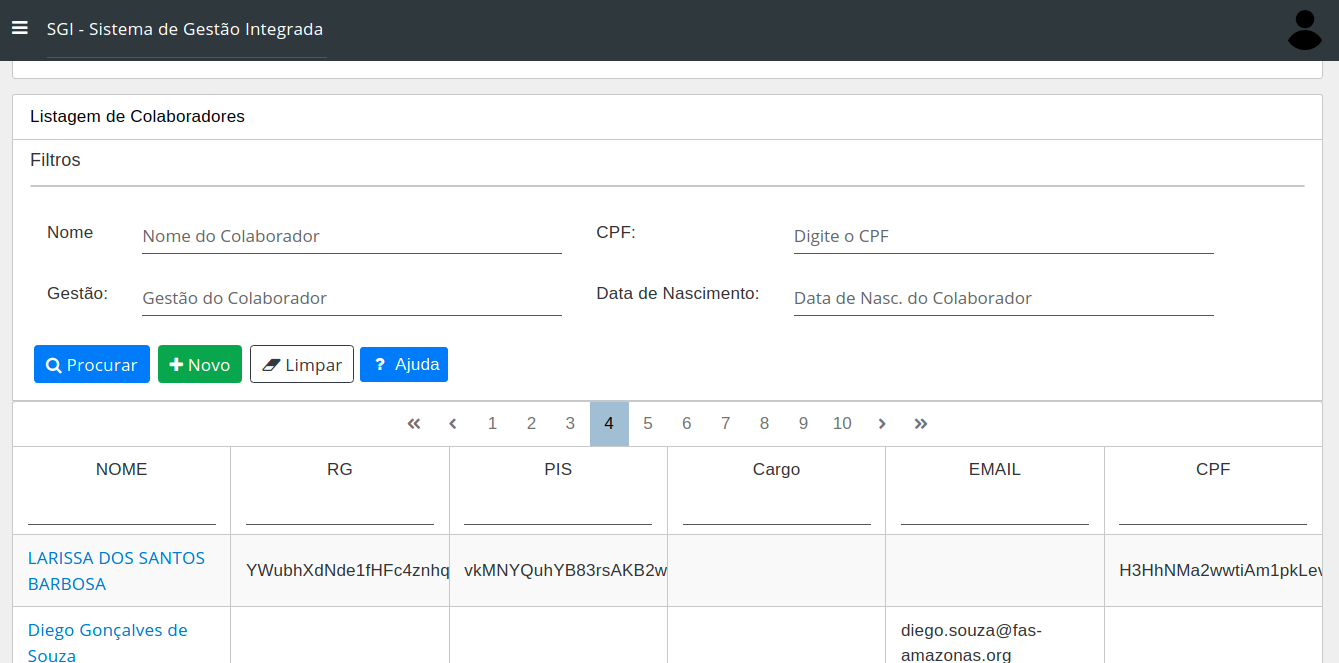 SGI - Sistema de Gestão Integrada
Listagem de Colaboradores
Filtros
Nome Nome do Colaborador CPF: Digite o CPF
Gestão: Gestão do Colaborador Data de Nascimento: Data de Nasc. do Colaborador
Procurar Novo Limpar ? Ajuda
« ‹ 1 2 3 4 5 6 7 8 9 10 › »
NOME RG PIS Cargo EMAIL CPF
LARISSA DOS SANTOS
BARBOSA
YWubhXdNde1fHFc4znhq vkMNYQuhYB83rsAKB2w H3HhNMa2wwtiAm1pkLev
Diego Gonçalves de
Souza
diego.souza@fas-
amazonas.org